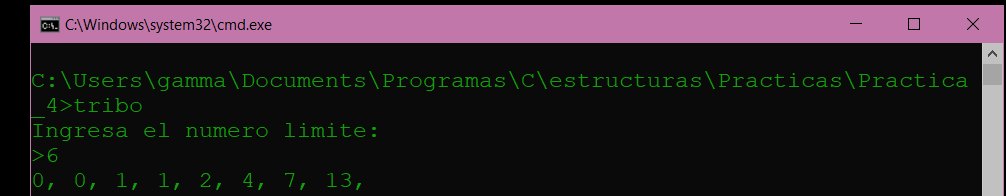 C:\Windows\system32\cmd.exe
C:\Users\gamma\Documents\Programas\C\estructuras\Practicas\Practica
_4>tribo
Ingresa el numero limite:
>6
0, 0, 1, 1, 2, 4, 7, 13,